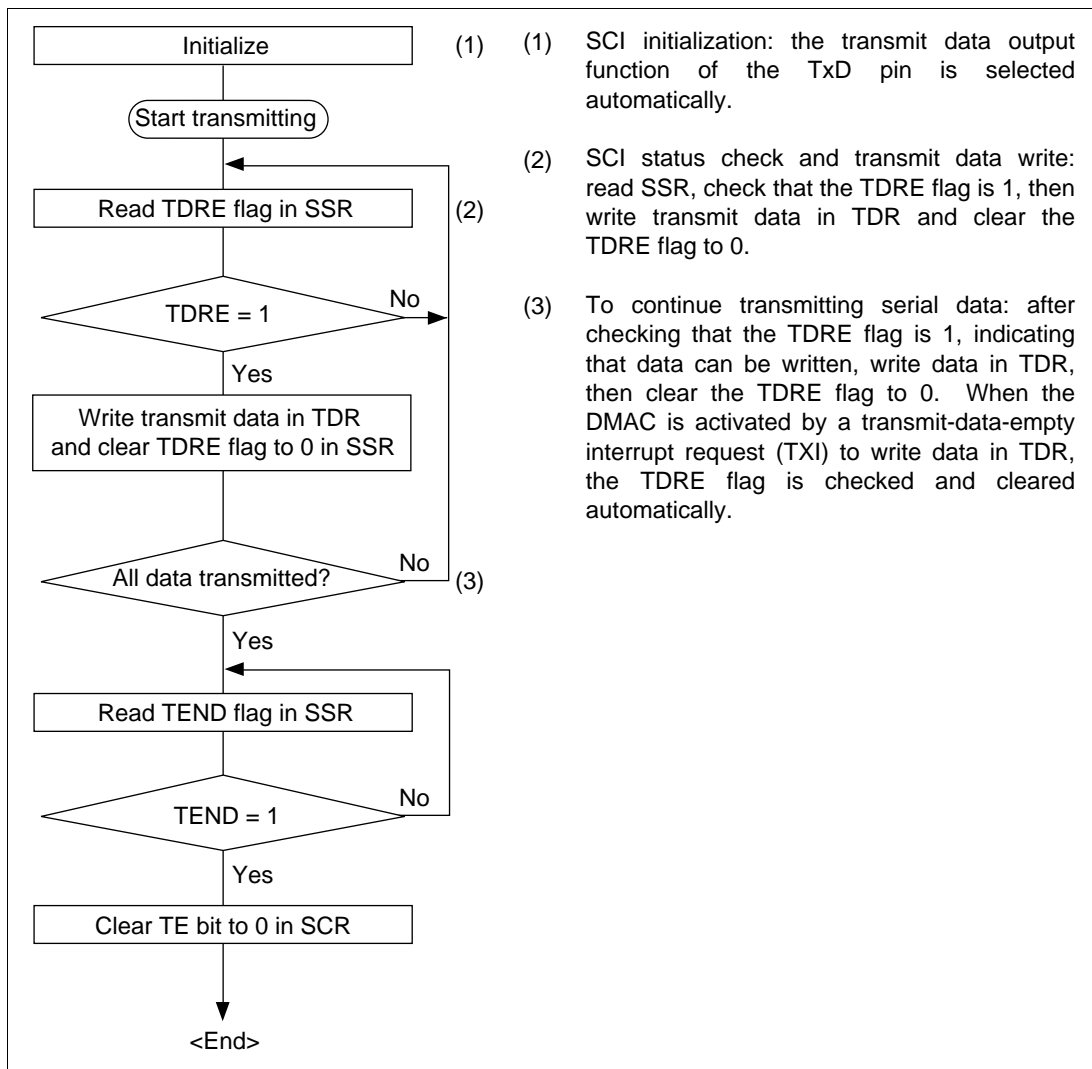 Initialize (1)
Start transmitting
Read TDRE flag in SSR (2)
TDRE = 1 No
Yes
Write transmit data in TDR
and clear TDRE flag to 0 in SSR
All data transmitted? No (3)
Yes
Read TEND flag in SSR
TEND = 1 No
Yes
Clear TE bit to 0 in SCR
<End>
(1) SCI initialization: the transmit data output
function of the TxD pin is selected
automatically.
(2) SCI status check and transmit data write:
read SSR, check that the TDRE flag is 1, then
write transmit data in TDR and clear the
TDRE flag to 0.
(3) To continue transmitting serial data: after
checking that the TDRE flag is 1, indicating
that data can be written, write data in TDR,
then clear the TDRE flag to 0. When the
DMAC is activated by a transmit-data-empty
interrupt request (TXI) to write data in TDR,
the TDRE flag is checked and cleared
automatically.